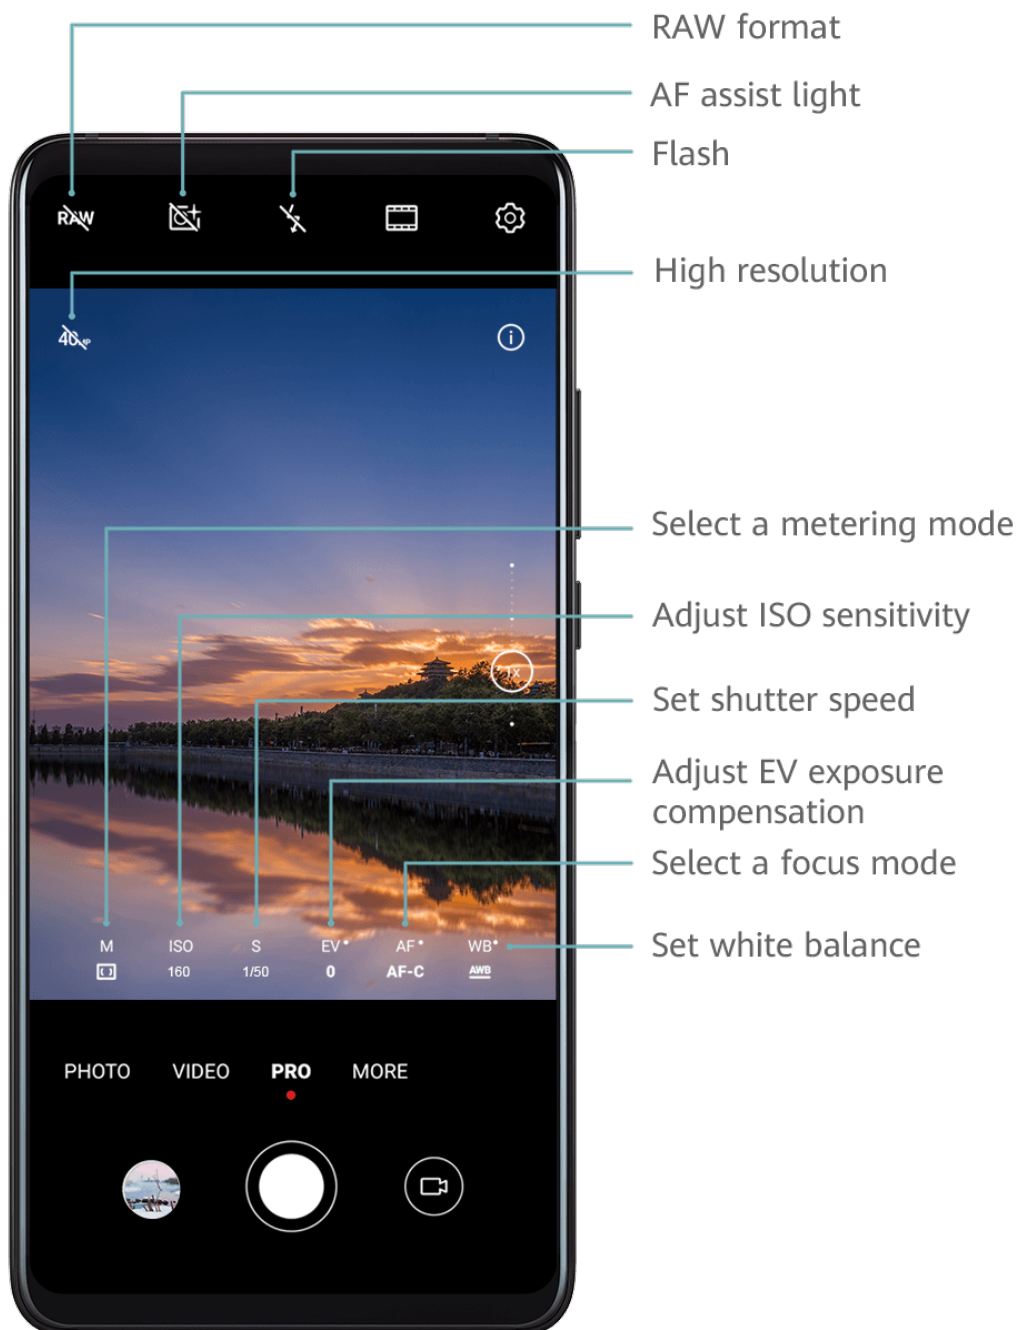 RAW format
AF assist light
Flash
RAW
High resolution
40MP
Select a metering mode
Adjust ISO sensitivity
1x
Set shutter speed
Adjust EV exposure
compensation
Select a focus mode
M ISO S EV• AF• WB•
Set white balance
160 1/50 0 AF-C AWB
PHOTO VIDEO PRO MORE